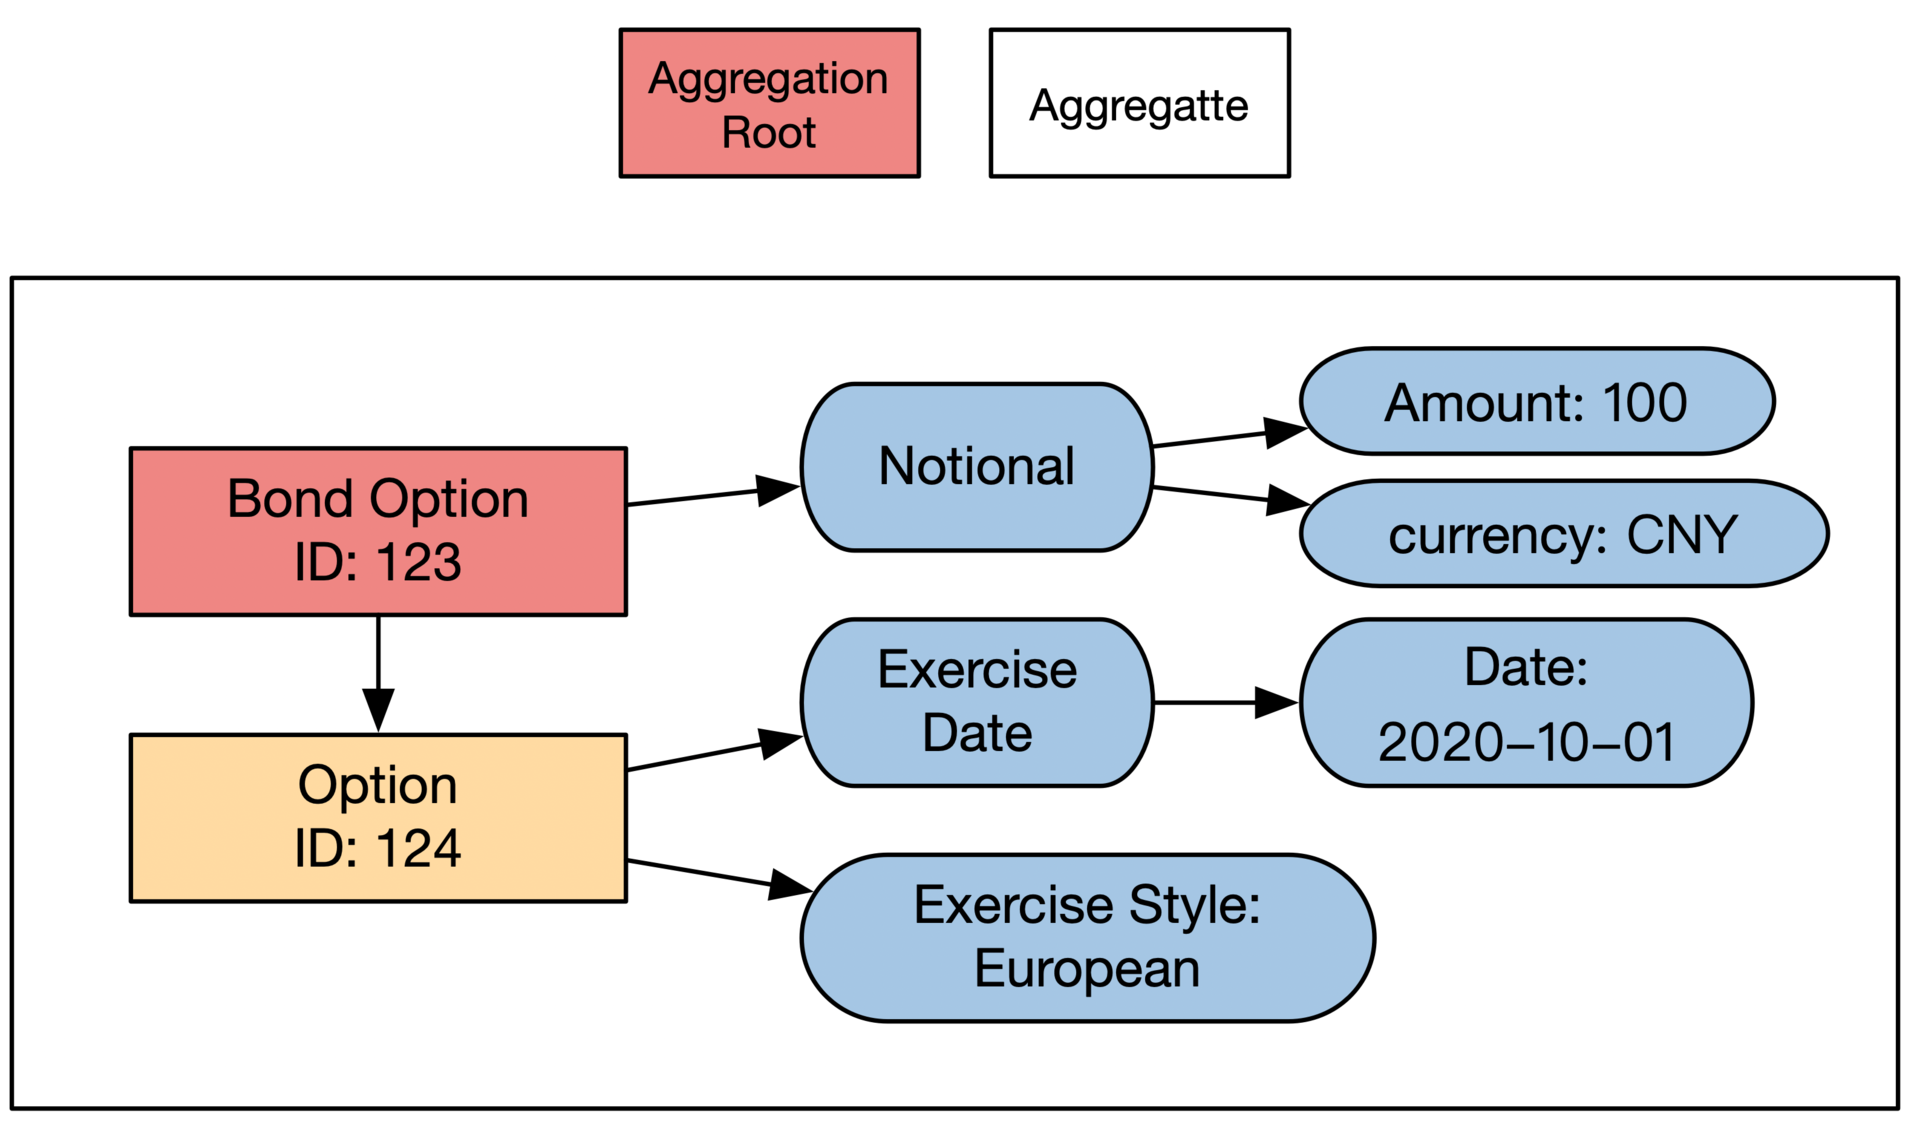 Aggregation
Root
Aggregatte
Bond Option
ID: 123
Notional
Amount: 100
currency: CNY
Option
ID: 124
Exercise
Date
Date:
2020–10–01
Exercise Style:
European